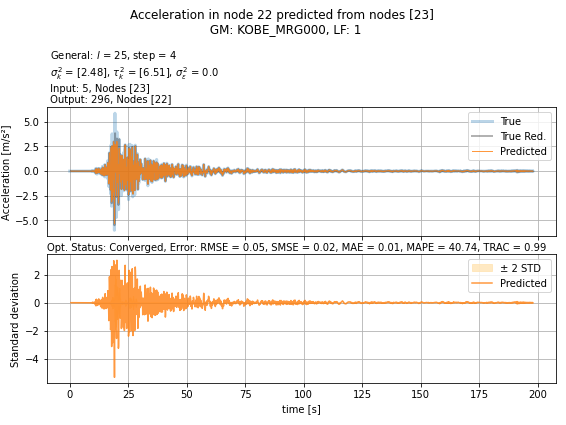 Acceleration in node 22 predicted from nodes [23]
GM: KOBE_MRG000, LF: 1
General: l = 25, step = 4
σ²ₖ = [2.48], τ²ₖ = [6.51], σ²ε = 0.0
Input: 5, Nodes [23]
Output: 296, Nodes [22]
Acceleration [m/s²]
5.0
2.5
0.0
−2.5
−5.0
True
True Red.
Predicted
Opt. Status: Converged, Error: RMSE = 0.05, SMSE = 0.02, MAE = 0.01, MAPE = 40.74, TRAC = 0.99
Standard deviation
2
0
−2
−4
± 2 STD
Predicted
0 25 50 75 100 125 150 175 200
time [s]